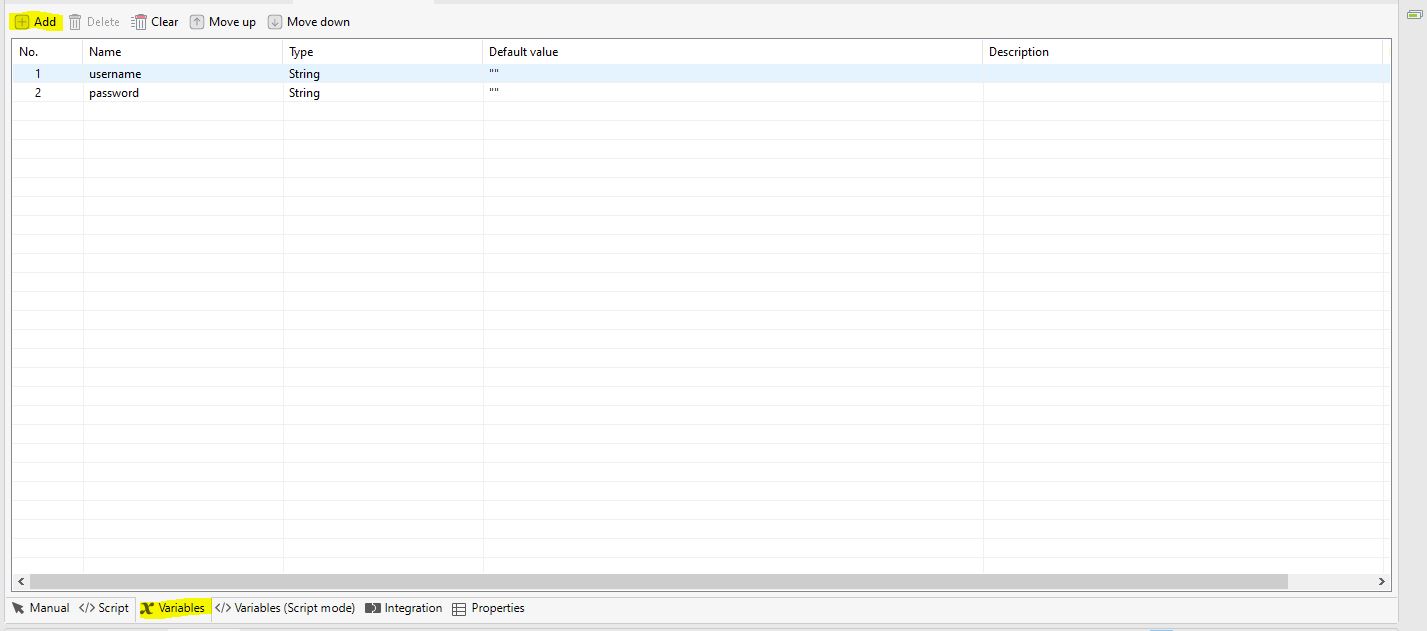 Add Delete Clear Move up Move down
No. Name Type Default value Description
1 username String ""
2 password String ""
Manual </> Script Variables </> Variables (Script mode) Integration Properties